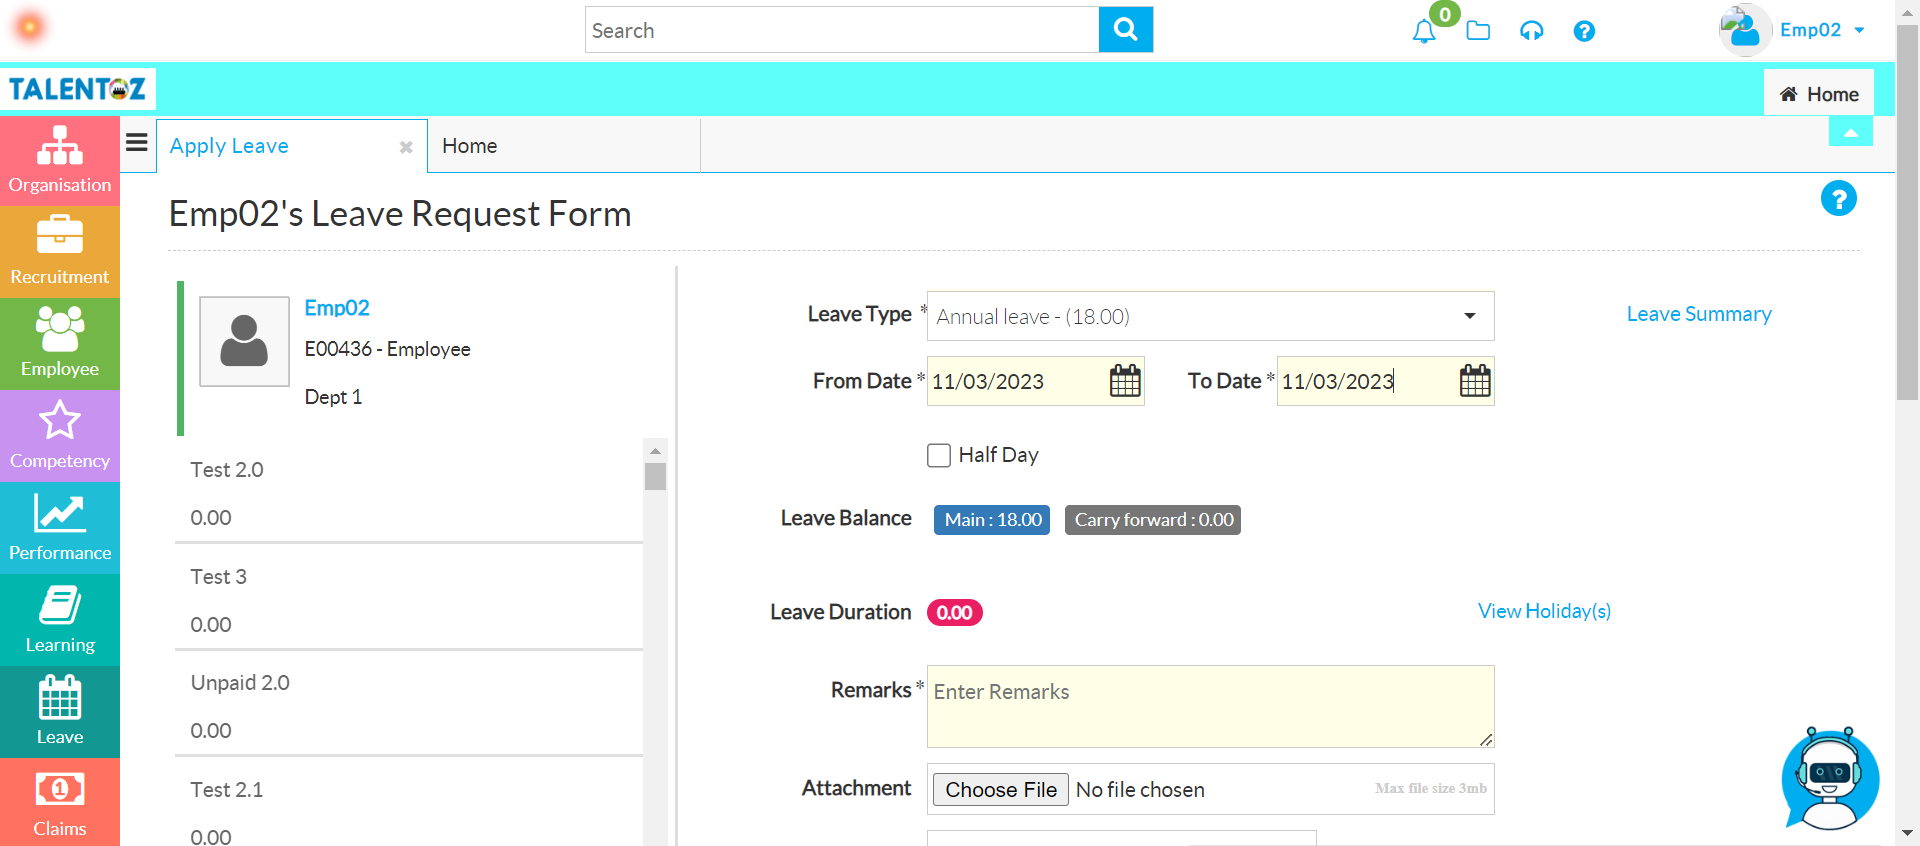 Search
0
Emp02
TALENTOZ
Home
Organisation
Recruitment
Employee
Competency
Performance
Learning
Leave
1
Claims
Apply Leave
Home
Emp02's Leave Request Form
?
Emp02
E00436 - Employee
Dept 1
Test 2.0
0.00
Test 3
0.00
Unpaid 2.0
0.00
Test 2.1
0.00
Leave Type * Annual leave - (18.00)
Leave Summary
From Date * 11/03/2023 To Date * 11/03/2023
Half Day
Leave Balance Main : 18.00 Carry forward : 0.00
Leave Duration 0.00 View Holiday(s)
Remarks * Enter Remarks
Attachment Choose File No file chosen Max file size 3mb